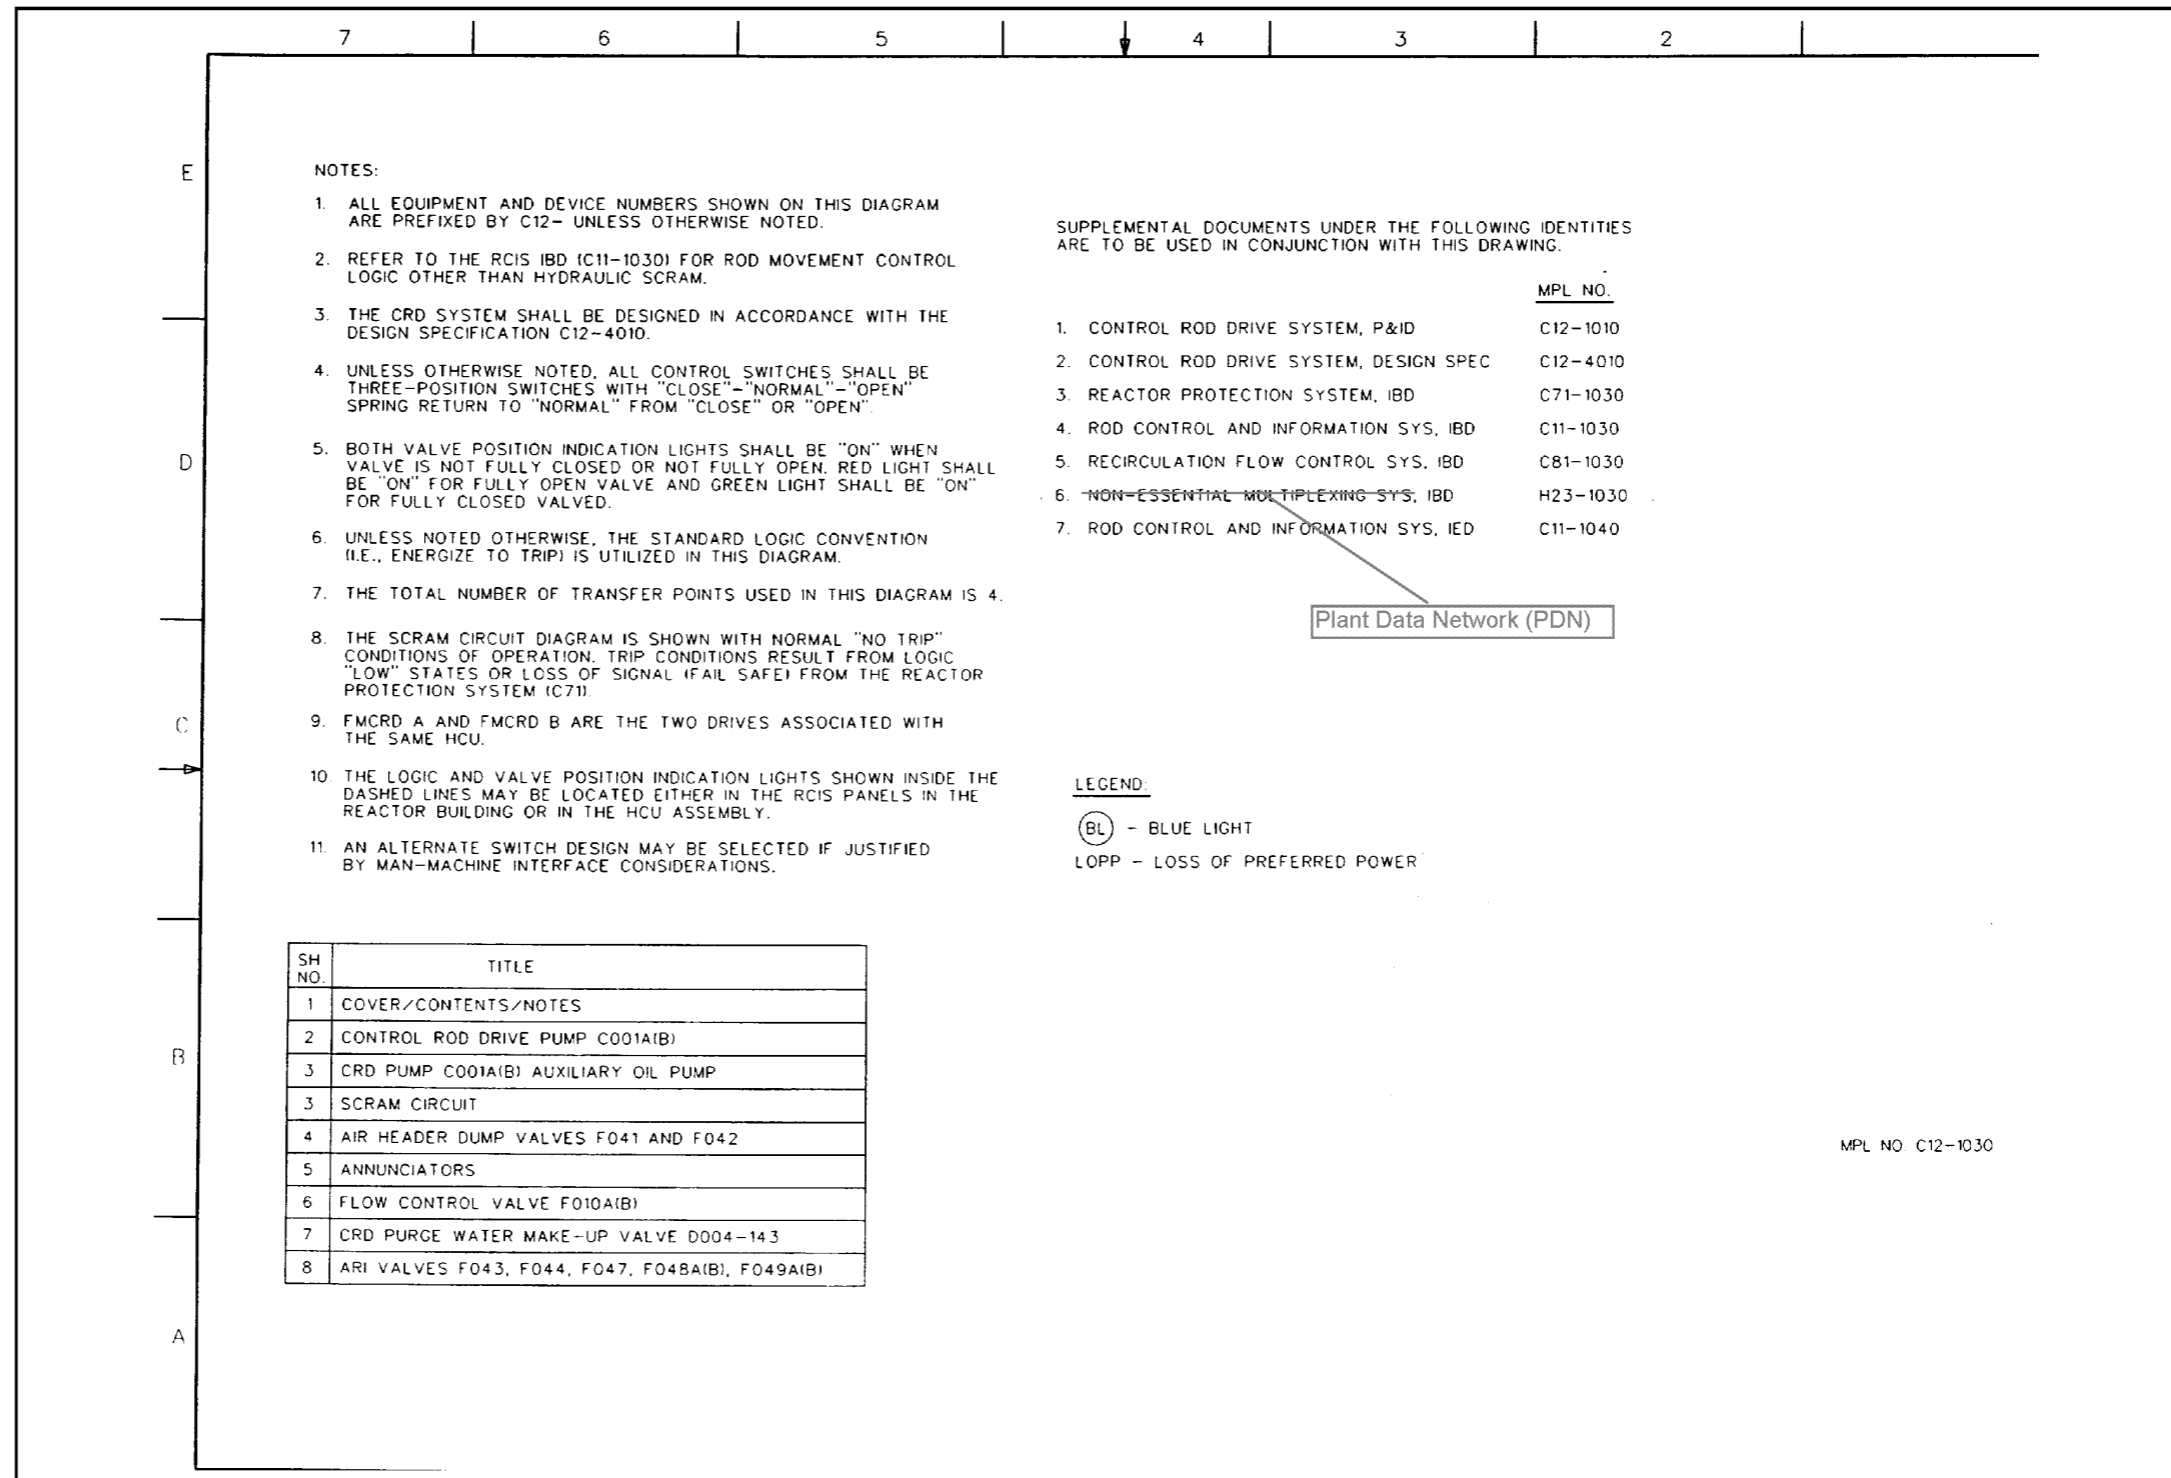 7 6 5 4 3 2
E
D
C
B
A
NOTES:
1. ALL EQUIPMENT AND DEVICE NUMBERS SHOWN ON THIS DIAGRAM
ARE PREFIXED BY C12- UNLESS OTHERWISE NOTED.
2. REFER TO THE RCIS IBD (C11-1030) FOR ROD MOVEMENT CONTROL
LOGIC OTHER THAN HYDRAULIC SCRAM.
3. THE CRD SYSTEM SHALL BE DESIGNED IN ACCORDANCE WITH THE
DESIGN SPECIFICATION C12-4010.
4. UNLESS OTHERWISE NOTED, ALL CONTROL SWITCHES SHALL BE
THREE-POSITION SWITCHES WITH "CLOSE"-"NORMAL"-"OPEN"
SPRING RETURN TO "NORMAL" FROM "CLOSE" OR "OPEN".
5. BOTH VALVE POSITION INDICATION LIGHTS SHALL BE "ON" WHEN
VALVE IS NOT FULLY CLOSED OR NOT FULLY OPEN. RED LIGHT SHALL
BE "ON" FOR FULLY OPEN VALVE AND GREEN LIGHT SHALL BE "ON"
FOR FULLY CLOSED VALVED.
6. UNLESS NOTED OTHERWISE, THE STANDARD LOGIC CONVENTION
(I.E., ENERGIZE TO TRIP) IS UTILIZED IN THIS DIAGRAM.
7. THE TOTAL NUMBER OF TRANSFER POINTS USED IN THIS DIAGRAM IS 4.
8. THE SCRAM CIRCUIT DIAGRAM IS SHOWN WITH NORMAL "NO TRIP"
CONDITIONS OF OPERATION. TRIP CONDITIONS RESULT FROM LOGIC
"LOW" STATES OR LOSS OF SIGNAL (FAIL SAFE) FROM THE REACTOR
PROTECTION SYSTEM (C71).
9. FMCRD A AND FMCRD B ARE THE TWO DRIVES ASSOCIATED WITH
THE SAME HCU.
10. THE LOGIC AND VALVE POSITION INDICATION LIGHTS SHOWN INSIDE THE
DASHED LINES MAY BE LOCATED EITHER IN THE RCIS PANELS IN THE
REACTOR BUILDING OR IN THE HCU ASSEMBLY.
11. AN ALTERNATE SWITCH DESIGN MAY BE SELECTED IF JUSTIFIED
BY MAN-MACHINE INTERFACE CONSIDERATIONS.
SUPPLEMENTAL DOCUMENTS UNDER THE FOLLOWING IDENTITIES
ARE TO BE USED IN CONJUNCTION WITH THIS DRAWING.
MPL NO.
1. CONTROL ROD DRIVE SYSTEM, P&ID C12-1010
2. CONTROL ROD DRIVE SYSTEM, DESIGN SPEC C12-4010
3. REACTOR PROTECTION SYSTEM, IBD C71-1030
4. ROD CONTROL AND INFORMATION SYS, IBD C11-1030
5. RECIRCULATION FLOW CONTROL SYS, IBD C81-1030
6. NON-ESSENTIAL MULTIPLEXING SYS, IBD H23-1030
7. ROD CONTROL AND INFORMATION SYS, IED C11-1040
Plant Data Network (PDN)
LEGEND:
BL - BLUE LIGHT
LOPP - LOSS OF PREFERRED POWER
SH NO. TITLE
1 COVER/CONTENTS/NOTES
2 CONTROL ROD DRIVE PUMP C001A(B)
3 CRD PUMP C001A(B) AUXILIARY OIL PUMP
3 SCRAM CIRCUIT
4 AIR HEADER DUMP VALVES F041 AND F042
5 ANNUNCIATORS
6 FLOW CONTROL VALVE F010A(B)
7 CRD PURGE WATER MAKE-UP VALVE D004-143
8 ARI VALVES F043, F044, F047, F048A(B), F049A(B)
MPL NO. C12-1030